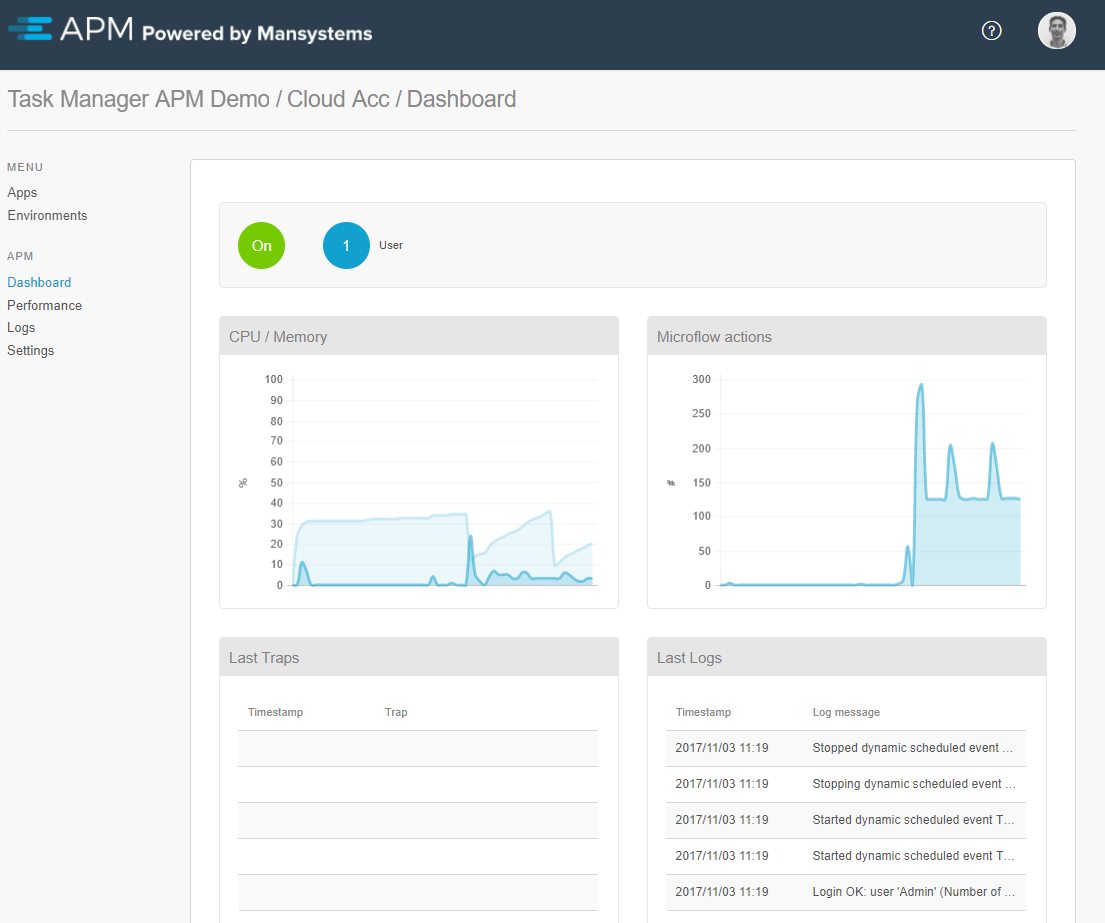 APM Powered by Mansystems
?
Task Manager APM Demo / Cloud Acc / Dashboard
MENU
Apps
Environments
APM
Dashboard
Performance
Logs
Settings
On
1
User
CPU / Memory
100
90
80
70
60
50
40
30
20
10
0
%
Microflow actions
300
250
200
150
100
50
0
#
Last Traps
Timestamp Trap
Last Logs
Timestamp Log message
2017/11/03 11:19 Stopped dynamic scheduled event ...
2017/11/03 11:19 Stopping dynamic scheduled event ...
2017/11/03 11:19 Started dynamic scheduled event T...
2017/11/03 11:19 Started dynamic scheduled event T...
2017/11/03 11:19 Login OK: user 'Admin' (Number of ...